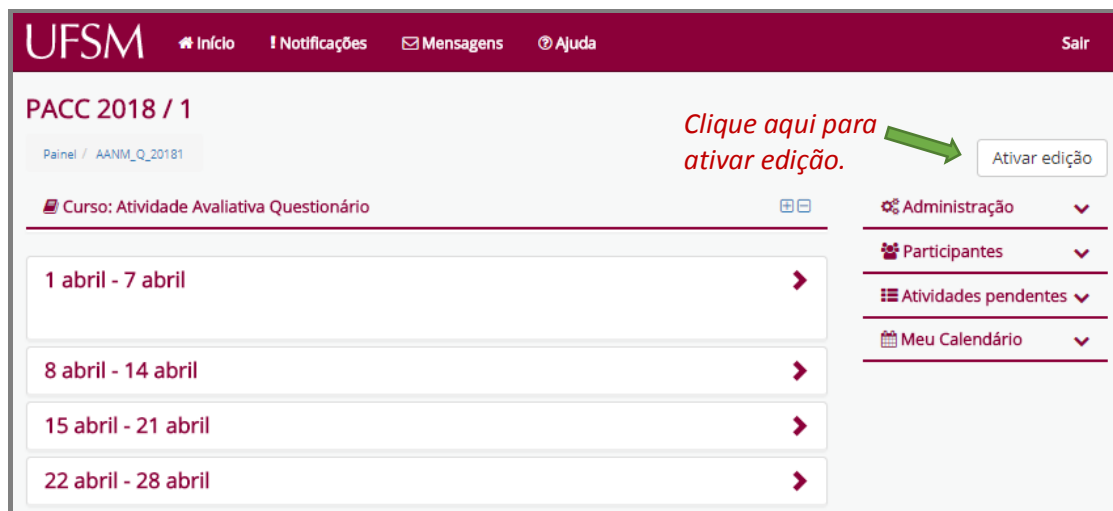 UFSM Início Notificações Mensagens Ajuda Sair
PACC 2018 / 1
Clique aqui para
ativar edição.
Painel / AANM_Q_20181
Ativar edição
Curso: Atividade Avaliativa Questionário
Administração
Participantes
1 abril - 7 abril
Atividades pendentes
Meu Calendário
8 abril - 14 abril
15 abril - 21 abril
22 abril - 28 abril